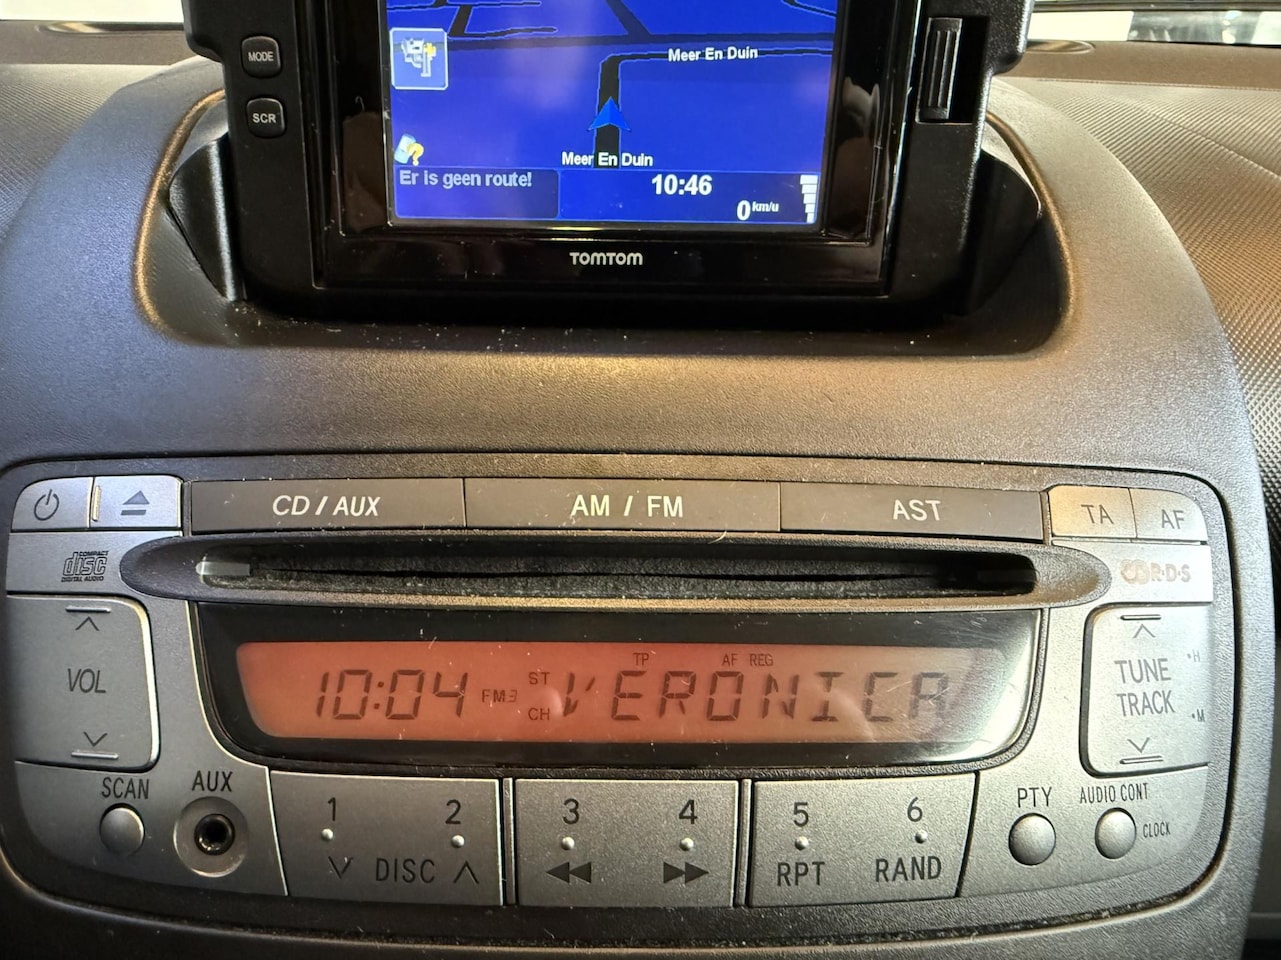 MODE
SCR
Meer En Duin
Meer En Duin
Er is geen route!
10:46
0 km/u
TOMTOM
CD / AUX
AM / FM
AST
TA
AF
COMPACT
disc
DIGITAL AUDIO
R·D·S
VOL
TUNE
TRACK
•H
•M
TP
AF REG
10:04 FM3 ST CH VERONICA
SCAN
AUX
1
2
DISC
3
4
5
RPT
6
RAND
PTY
AUDIO CONT
CLOCK